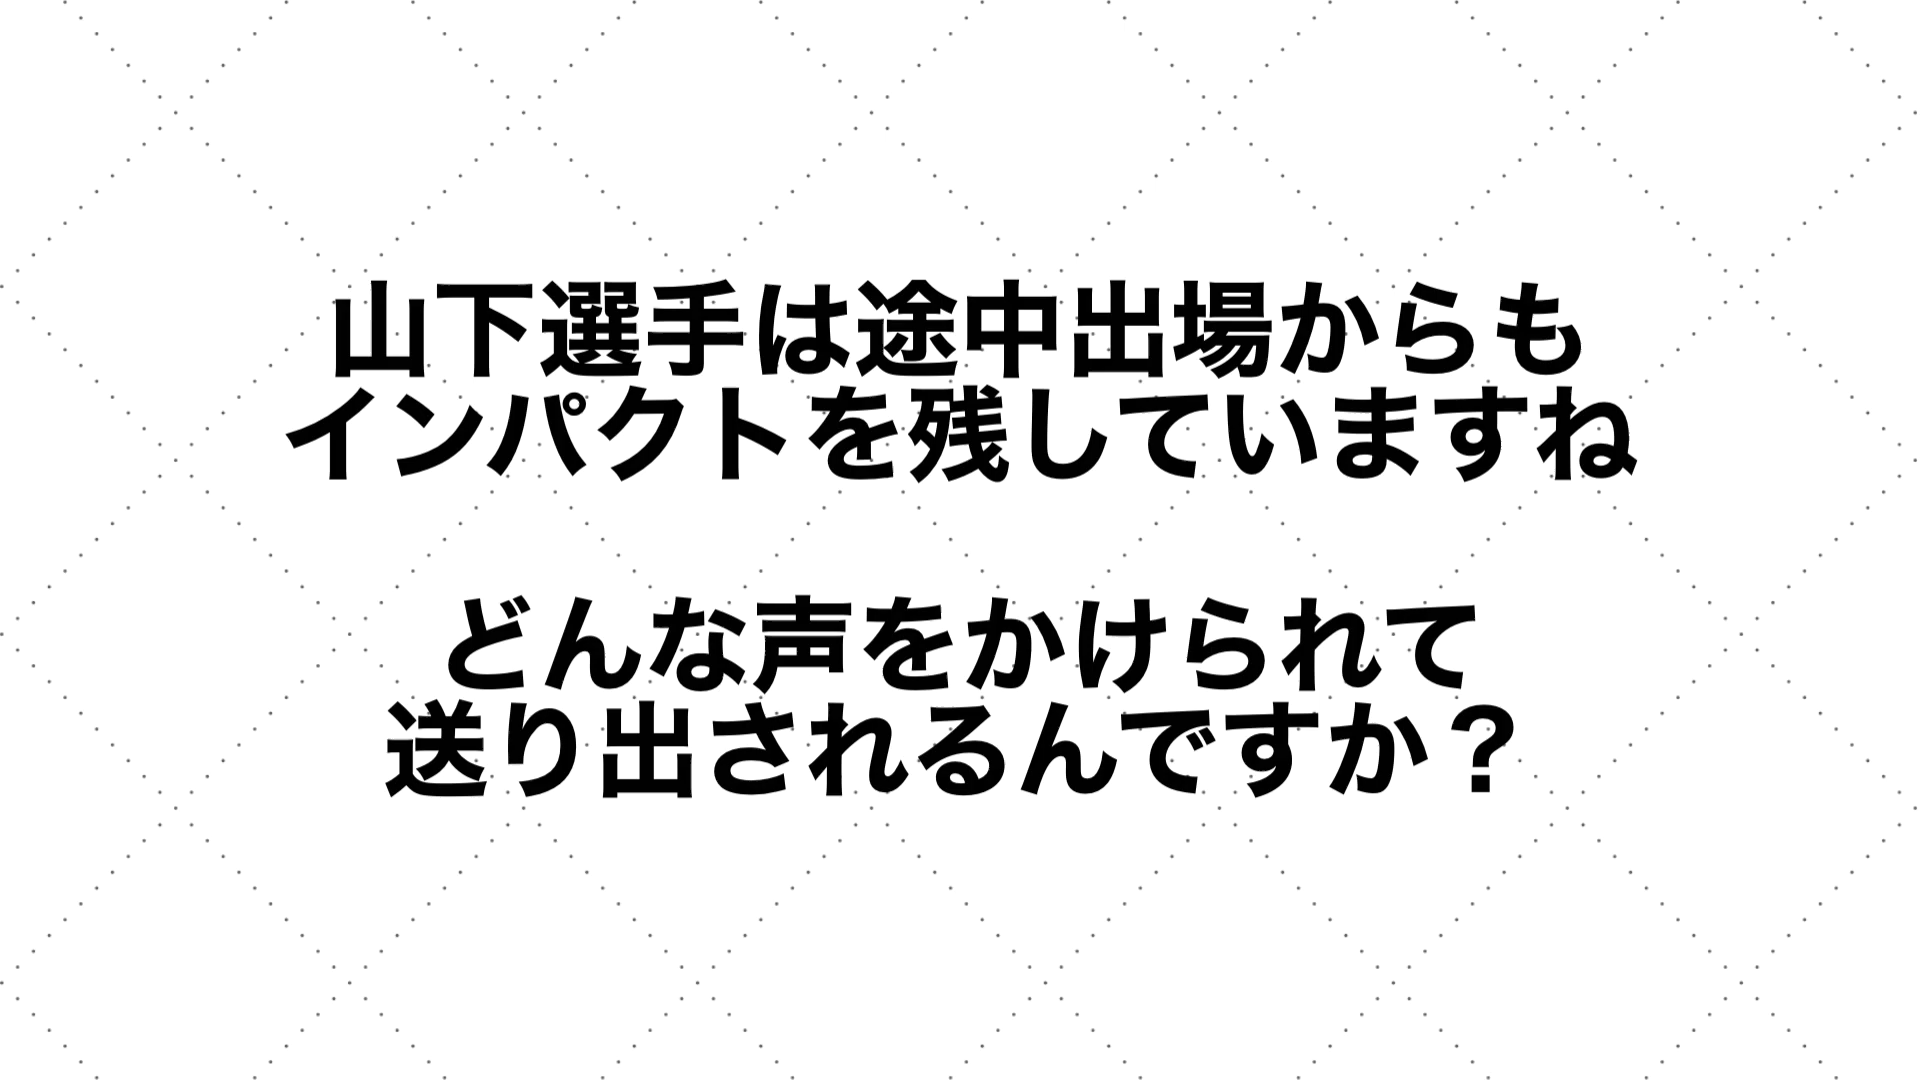 山下選手は途中出場からも
インパクトを残していますね
どんな声をかけられて
送り出されるんですか？